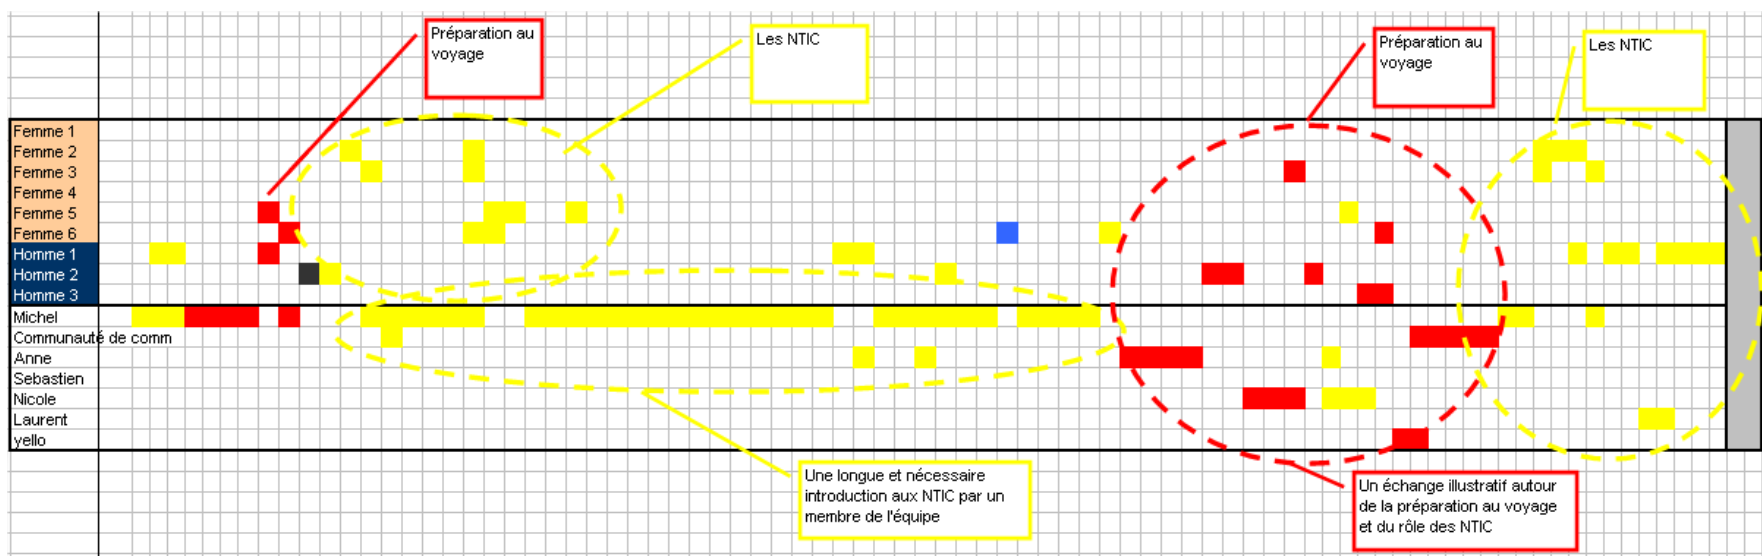 Préparation au
voyage
Les NTIC
Préparation au
voyage
Les NTIC
Femme 1
Femme 2
Femme 3
Femme 4
Femme 5
Femme 6
Homme 1
Homme 2
Homme 3
Michel
Communauté de comm
Anne
Sebastien
Nicole
Laurent
yello
Une longue et nécessaire
introduction aux NTIC par un
membre de l'équipe
Un échange illustratif autour
de la préparation au voyage
et du rôle des NTIC